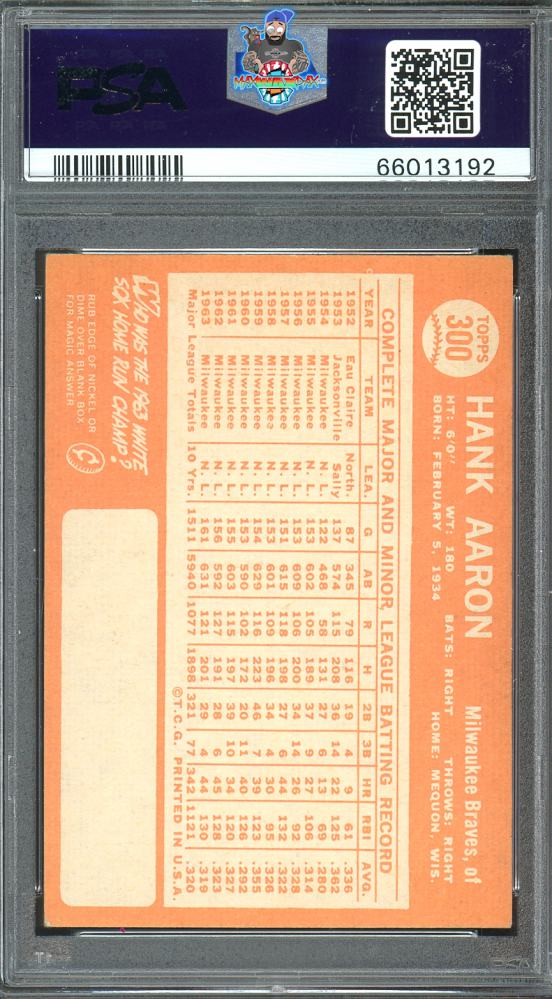 PSA
66013192
TOPPS
300
HANK AARON
Milwaukee Braves, of
HT: 6'0" WT: 180 BATS: RIGHT THROWS: RIGHT
BORN: FEBRUARY 5, 1934 HOME: MEQUON, WIS.
COMPLETE MAJOR AND MINOR LEAGUE BATTING RECORD
YEAR TEAM LEA. G AB R H 2B 3B HR RBI AVG.
1952 Eau Claire North. 87 345 79 116 19 4 9 61 .336
1953 Jacksonville Sally 137 574 115 208 36 14 22 125 .362
1954 Milwaukee N. L. 122 468 58 131 27 6 13 69 .280
1955 Milwaukee N. L. 153 602 105 189 37 9 27 106 .314
1956 Milwaukee N. L. 153 609 106 200 34 14 26 92 .328
1957 Milwaukee N. L. 151 615 118 198 27 6 44 132 .322
1958 Milwaukee N. L. 153 601 109 196 34 4 30 95 .326
1959 Milwaukee N. L. 154 629 116 223 46 7 39 123 .355
1960 Milwaukee N. L. 153 590 102 172 20 11 40 126 .292
1961 Milwaukee N. L. 155 603 115 197 39 10 34 120 .327
1962 Milwaukee N. L. 156 592 127 191 28 6 45 128 .323
1963 Milwaukee N. L. 161 631 121 201 29 4 44 130 .319
Major League Totals 10 Yrs. 1511 5940 1077 1898 321 77 342 1121 .320
©T.C.G. PRINTED IN U.S.A.
WHO WAS THE 1963 WHITE
SOX HOME RUN CHAMP?
RUB EDGE OF NICKEL OR
DIME OVER BLANK BOX
FOR MAGIC ANSWER